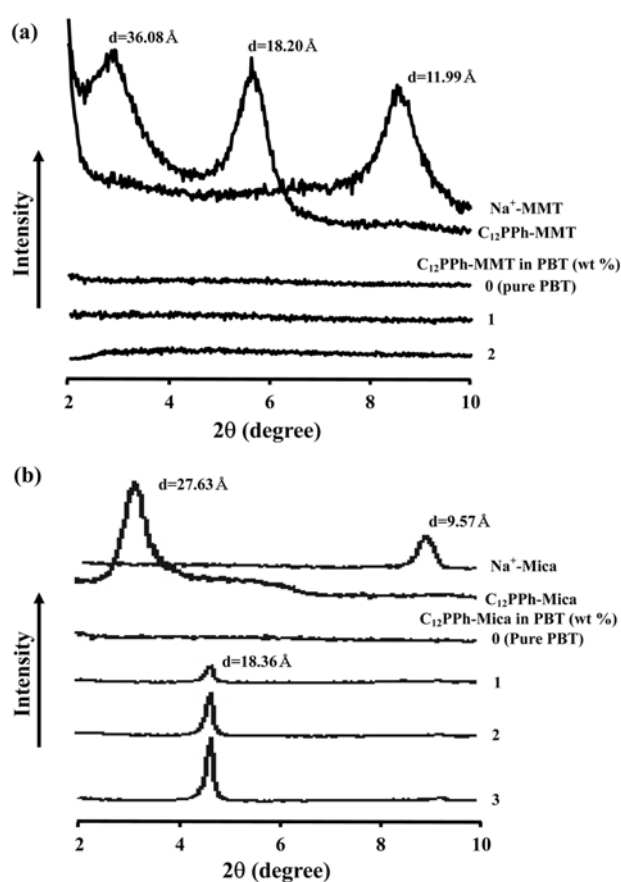 (a)
d=36.08 Å
d=18.20 Å
d=11.99 Å
Intensity
Na⁺-MMT
C₁₂PPh-MMT
C₁₂PPh-MMT in PBT (wt %)
0 (pure PBT)
1
2
2 4 6 8 10
2θ (degree)
(b)
d=27.63 Å
d=9.57 Å
Intensity
Na⁺-Mica
C₁₂PPh-Mica
C₁₂PPh-Mica in PBT (wt %)
0 (Pure PBT)
d=18.36 Å
1
2
3
2 4 6 8 10
2θ (degree)